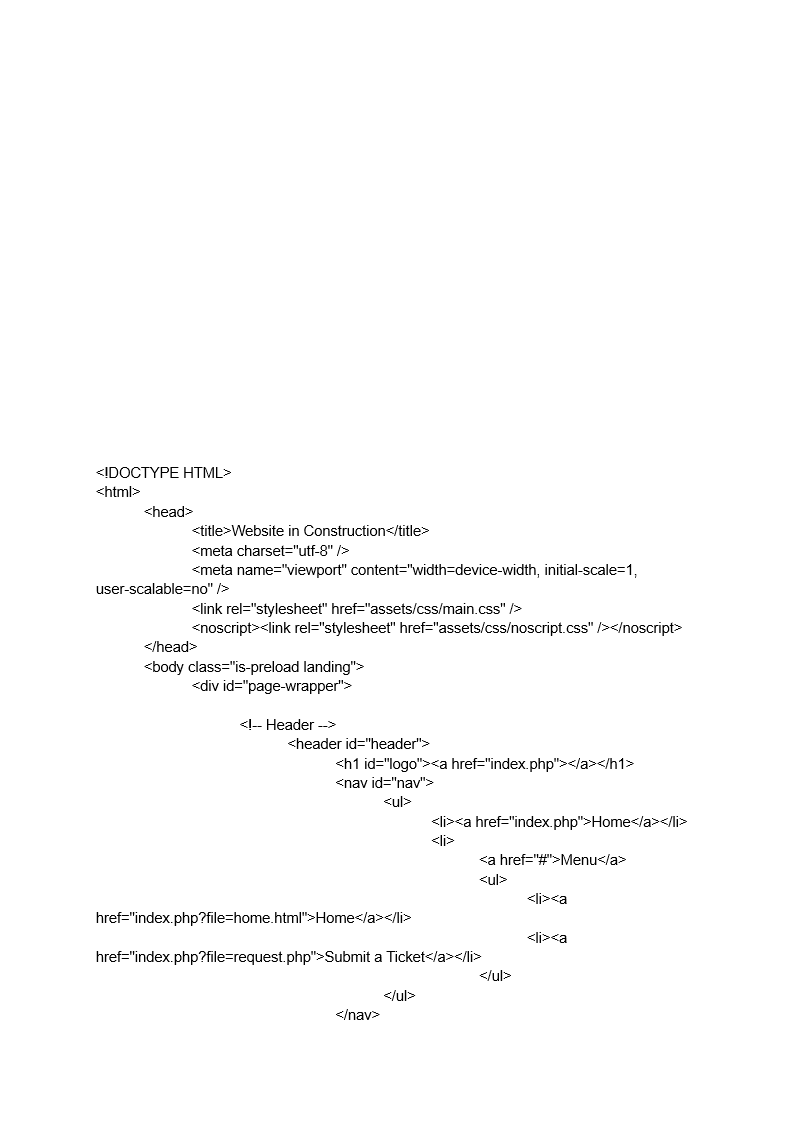 <!DOCTYPE HTML>
<html>
<head>
<title>Website in Construction</title>
<meta charset="utf-8" />
<meta name="viewport" content="width=device-width, initial-scale=1,
user-scalable=no" />
<link rel="stylesheet" href="assets/css/main.css" />
<noscript><link rel="stylesheet" href="assets/css/noscript.css" /></noscript>
</head>
<body class="is-preload landing">
<div id="page-wrapper">
<!-- Header -->
<header id="header">
<h1 id="logo"><a href="index.php"></a></h1>
<nav id="nav">
<ul>
<li><a href="index.php">Home</a></li>
<li>
<a href="#">Menu</a>
<ul>
<li><a
href="index.php?file=home.html">Home</a></li>
<li><a
href="index.php?file=request.php">Submit a Ticket</a></li>
</ul>
</ul>
</nav>